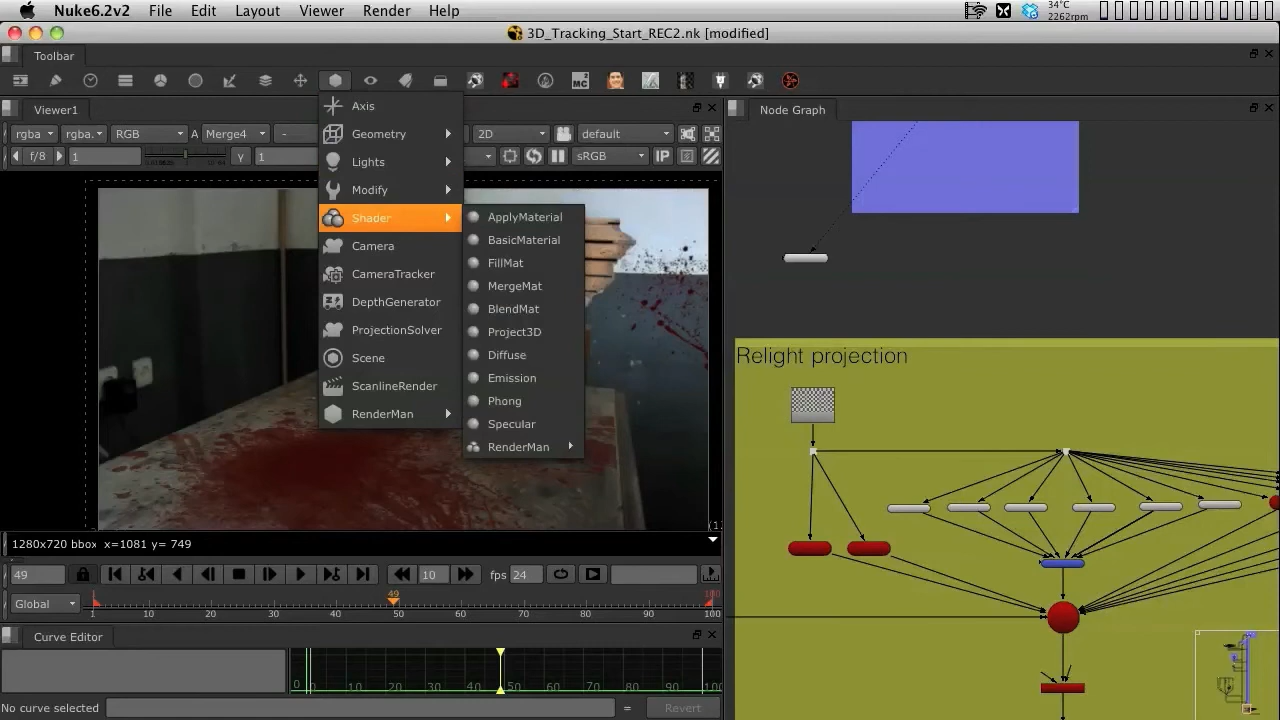 Nuke6.2v2 File Edit Layout Viewer Render Help 34°C
2262rpm
3D_Tracking_Start_REC2.nk [modified]
Toolbar
Viewer1
Node Graph
rgba rgba. RGB A Merge4 - 2D default
f/8 1 γ 1 sRGB IP
Axis
Geometry
Lights
Modify
Shader
Camera
CameraTracker
DepthGenerator
ProjectionSolver
Scene
ScanlineRender
RenderMan
ApplyMaterial
BasicMaterial
FillMat
MergeMat
BlendMat
Project3D
Diffuse
Emission
Phong
Specular
RenderMan
Relight projection
1280x720 bbox x=1081 y= 749
49 10 fps 24
Global 49 100
1 10 20 30 40 50 60 70 80 90 100
Curve Editor
0 10 20 30 40 50 60 70 80 90 100
No curve selected = Revert